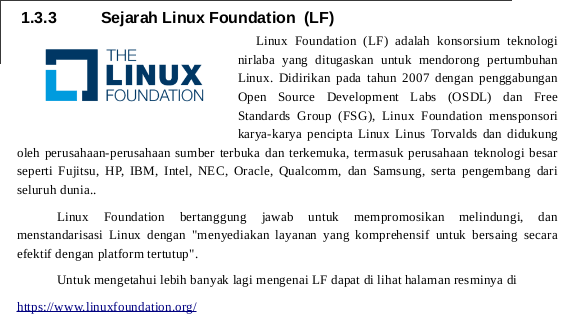 1.3.3 Sejarah Linux Foundation (LF)
THE
LINUX
FOUNDATION
Linux Foundation (LF) adalah konsorsium teknologi
nirlaba yang ditugaskan untuk mendorong pertumbuhan
Linux. Didirikan pada tahun 2007 dengan penggabungan
Open Source Development Labs (OSDL) dan Free
Standards Group (FSG), Linux Foundation mensponsori
karya-karya pencipta Linux Linus Torvalds dan didukung
oleh perusahaan-perusahaan sumber terbuka dan terkemuka, termasuk perusahaan teknologi besar
seperti Fujitsu, HP, IBM, Intel, NEC, Oracle, Qualcomm, dan Samsung, serta pengembang dari
seluruh dunia..
Linux Foundation bertanggung jawab untuk mempromosikan melindungi, dan
menstandarisasi Linux dengan "menyediakan layanan yang komprehensif untuk bersaing secara
efektif dengan platform tertutup".
Untuk mengetahui lebih banyak lagi mengenai LF dapat di lihat halaman resminya di
https://www.linuxfoundation.org/